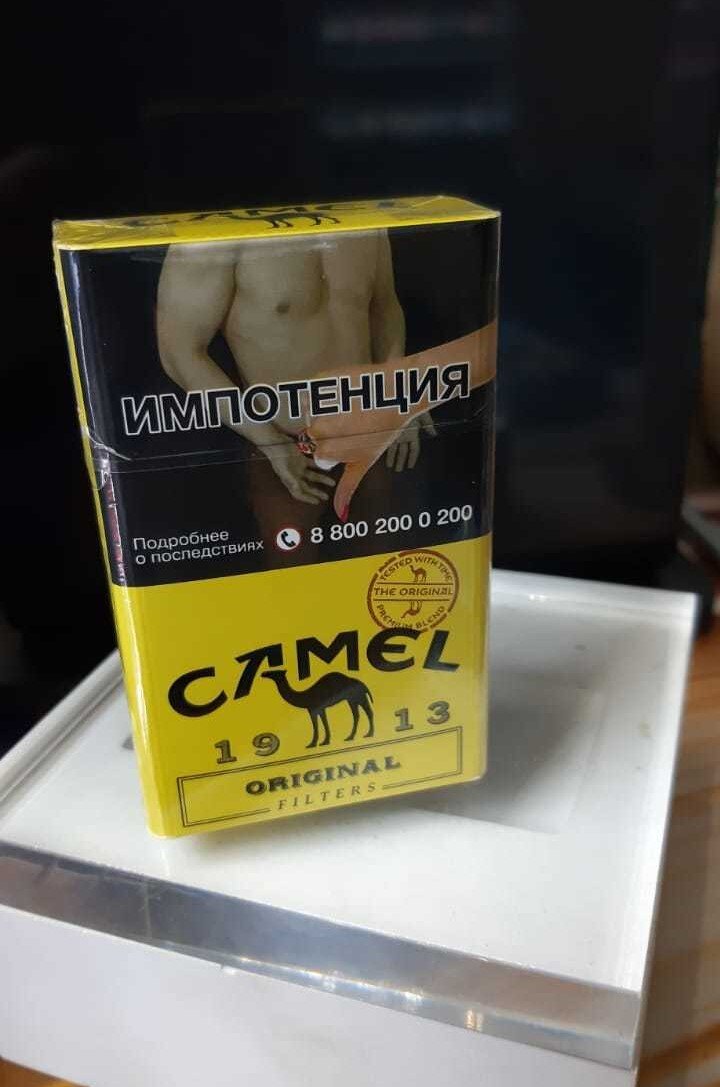 CAMEL
ИМПОТЕНЦИЯ
Подробнее
о последствиях
8 800 200 0 200
TESTED WITH TIME
THE ORIGINAL
PREMIUM BLEND
CAMEL
19 13
ORIGINAL
FILTERS